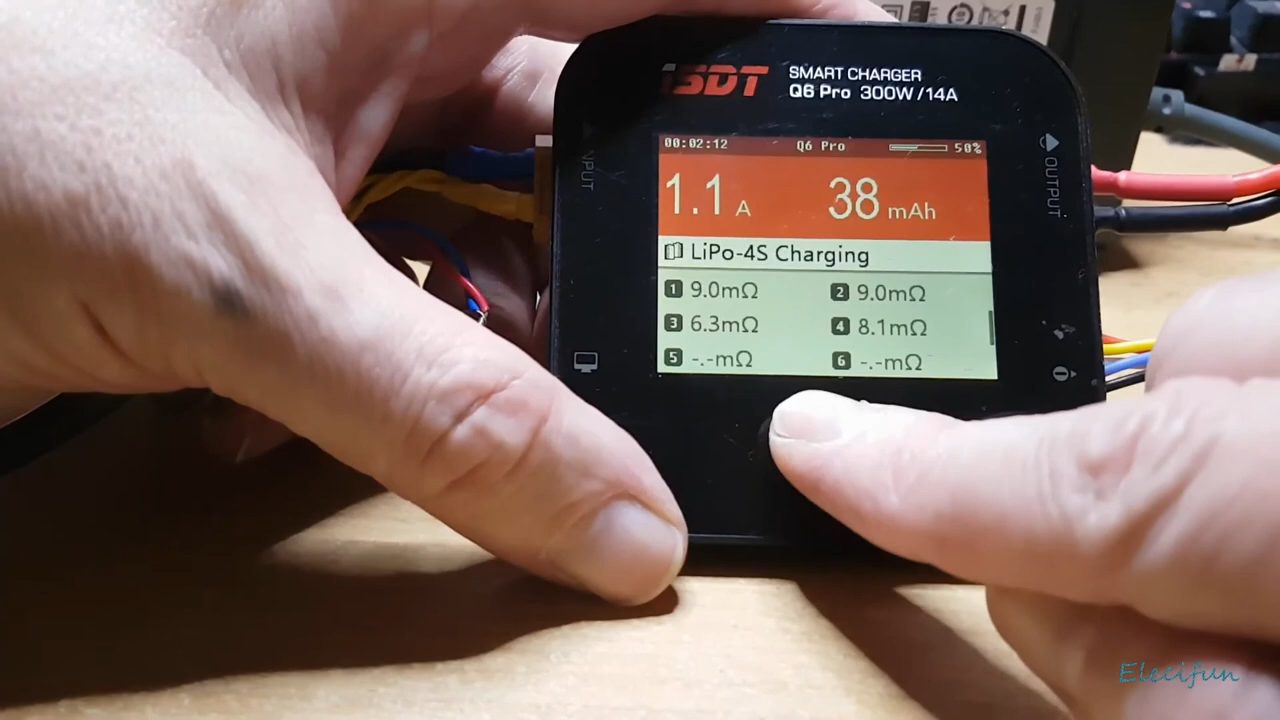 iSDT
SMART CHARGER
Q6 Pro 300W/14A
00:02:12 Q6 Pro 50%
1.1 A 38 mAh
LiPo-4S Charging
1 9.0mΩ 2 9.0mΩ
3 6.3mΩ 4 8.1mΩ
5 -.-mΩ 6 -.-mΩ
OUTPUT
Elecifun